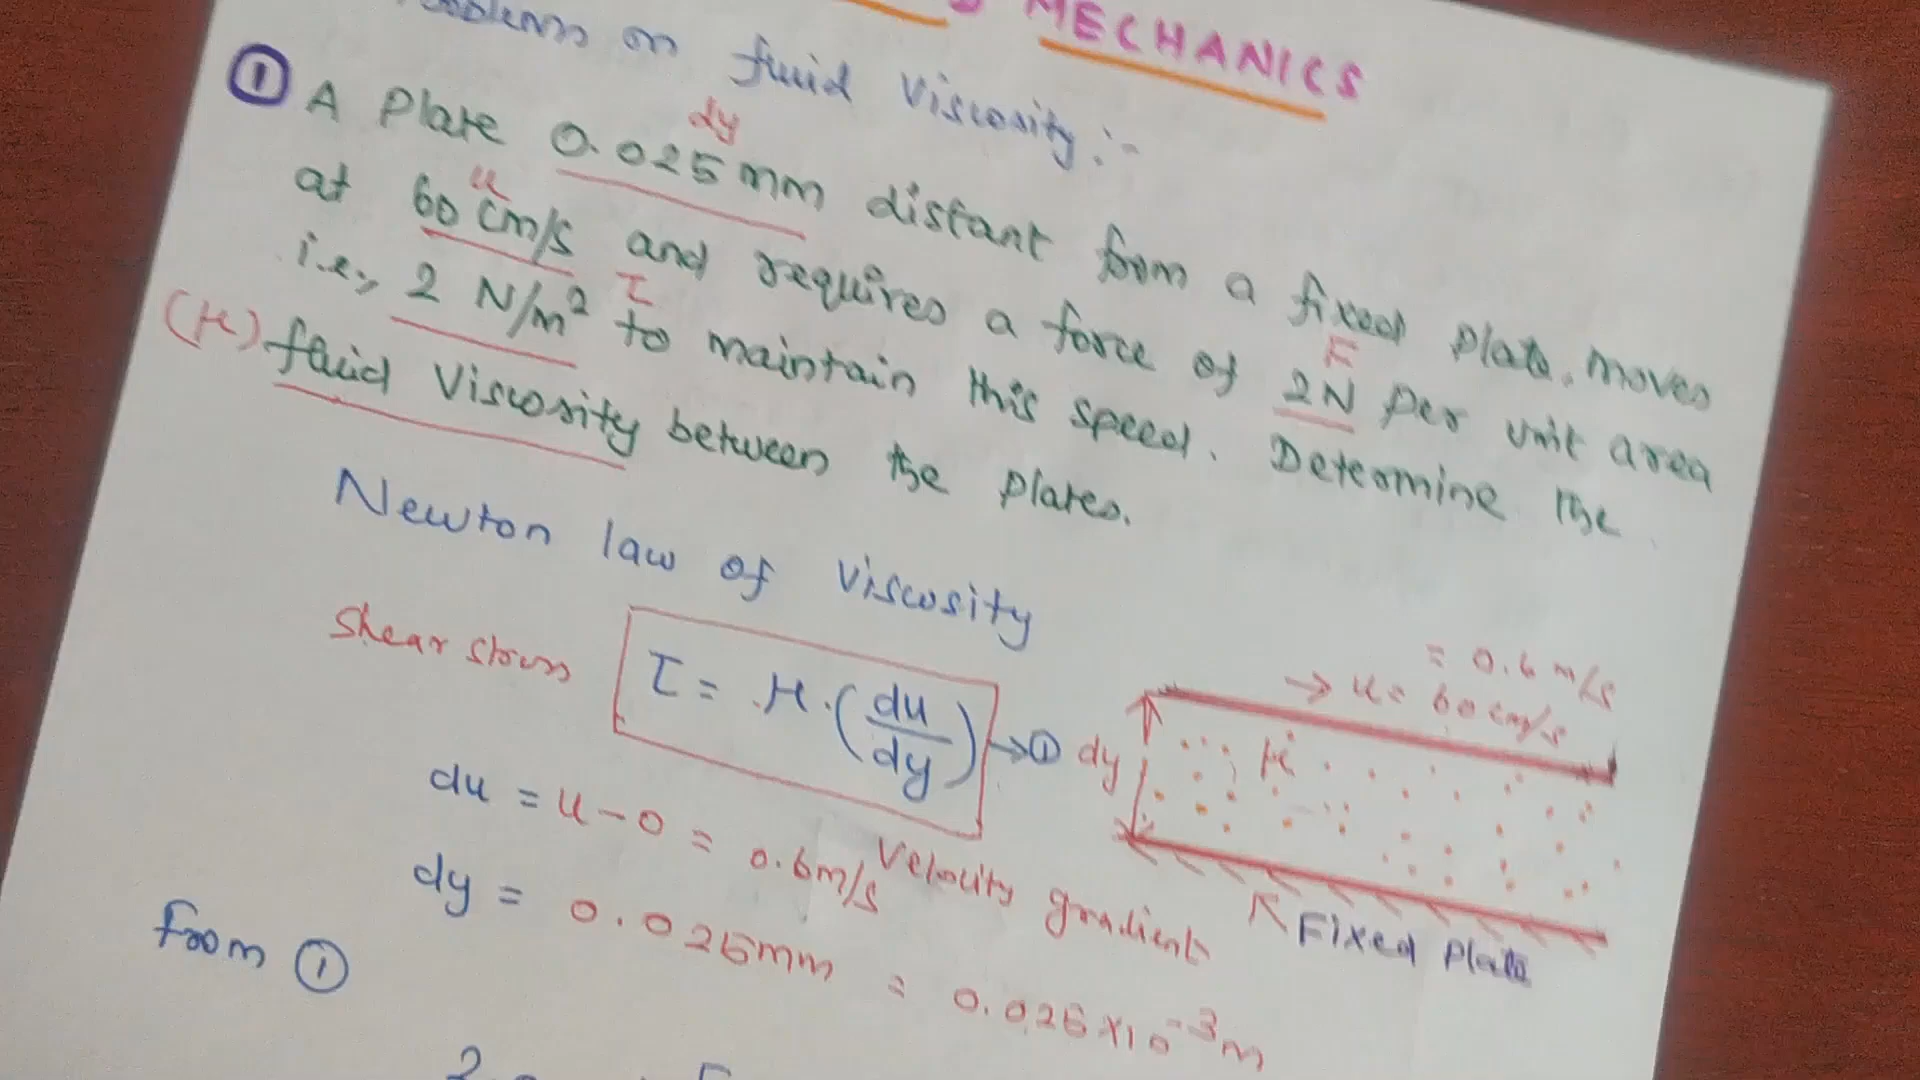 MECHANICS
on fluid Viscosity :-
① A Plate 0.025 mm distant from a fixed Plate, moves
dy
at 60 cm/s and requires a force of 2N per unit area
u
F
i.e., 2 N/m² to maintain this speed. Determine the
τ
(μ) fluid Viscosity between the plates.
Newton law of Viscosity
Shear stress τ = μ.(du/dy) → ①
= 0.6 m/s
→ u = 60 cm/s
dy
μ
Fixed Plate
du = u - 0 = 0.6m/s
Velocity gradient
dy = 0.025mm = 0.025 x10⁻³m
from ①